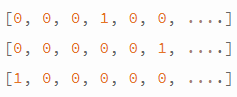 [0, 0, 0, 1, 0, 0, ....]
[0, 0, 0, 0, 0, 1, ....]
[1, 0, 0, 0, 0, 0, ....]